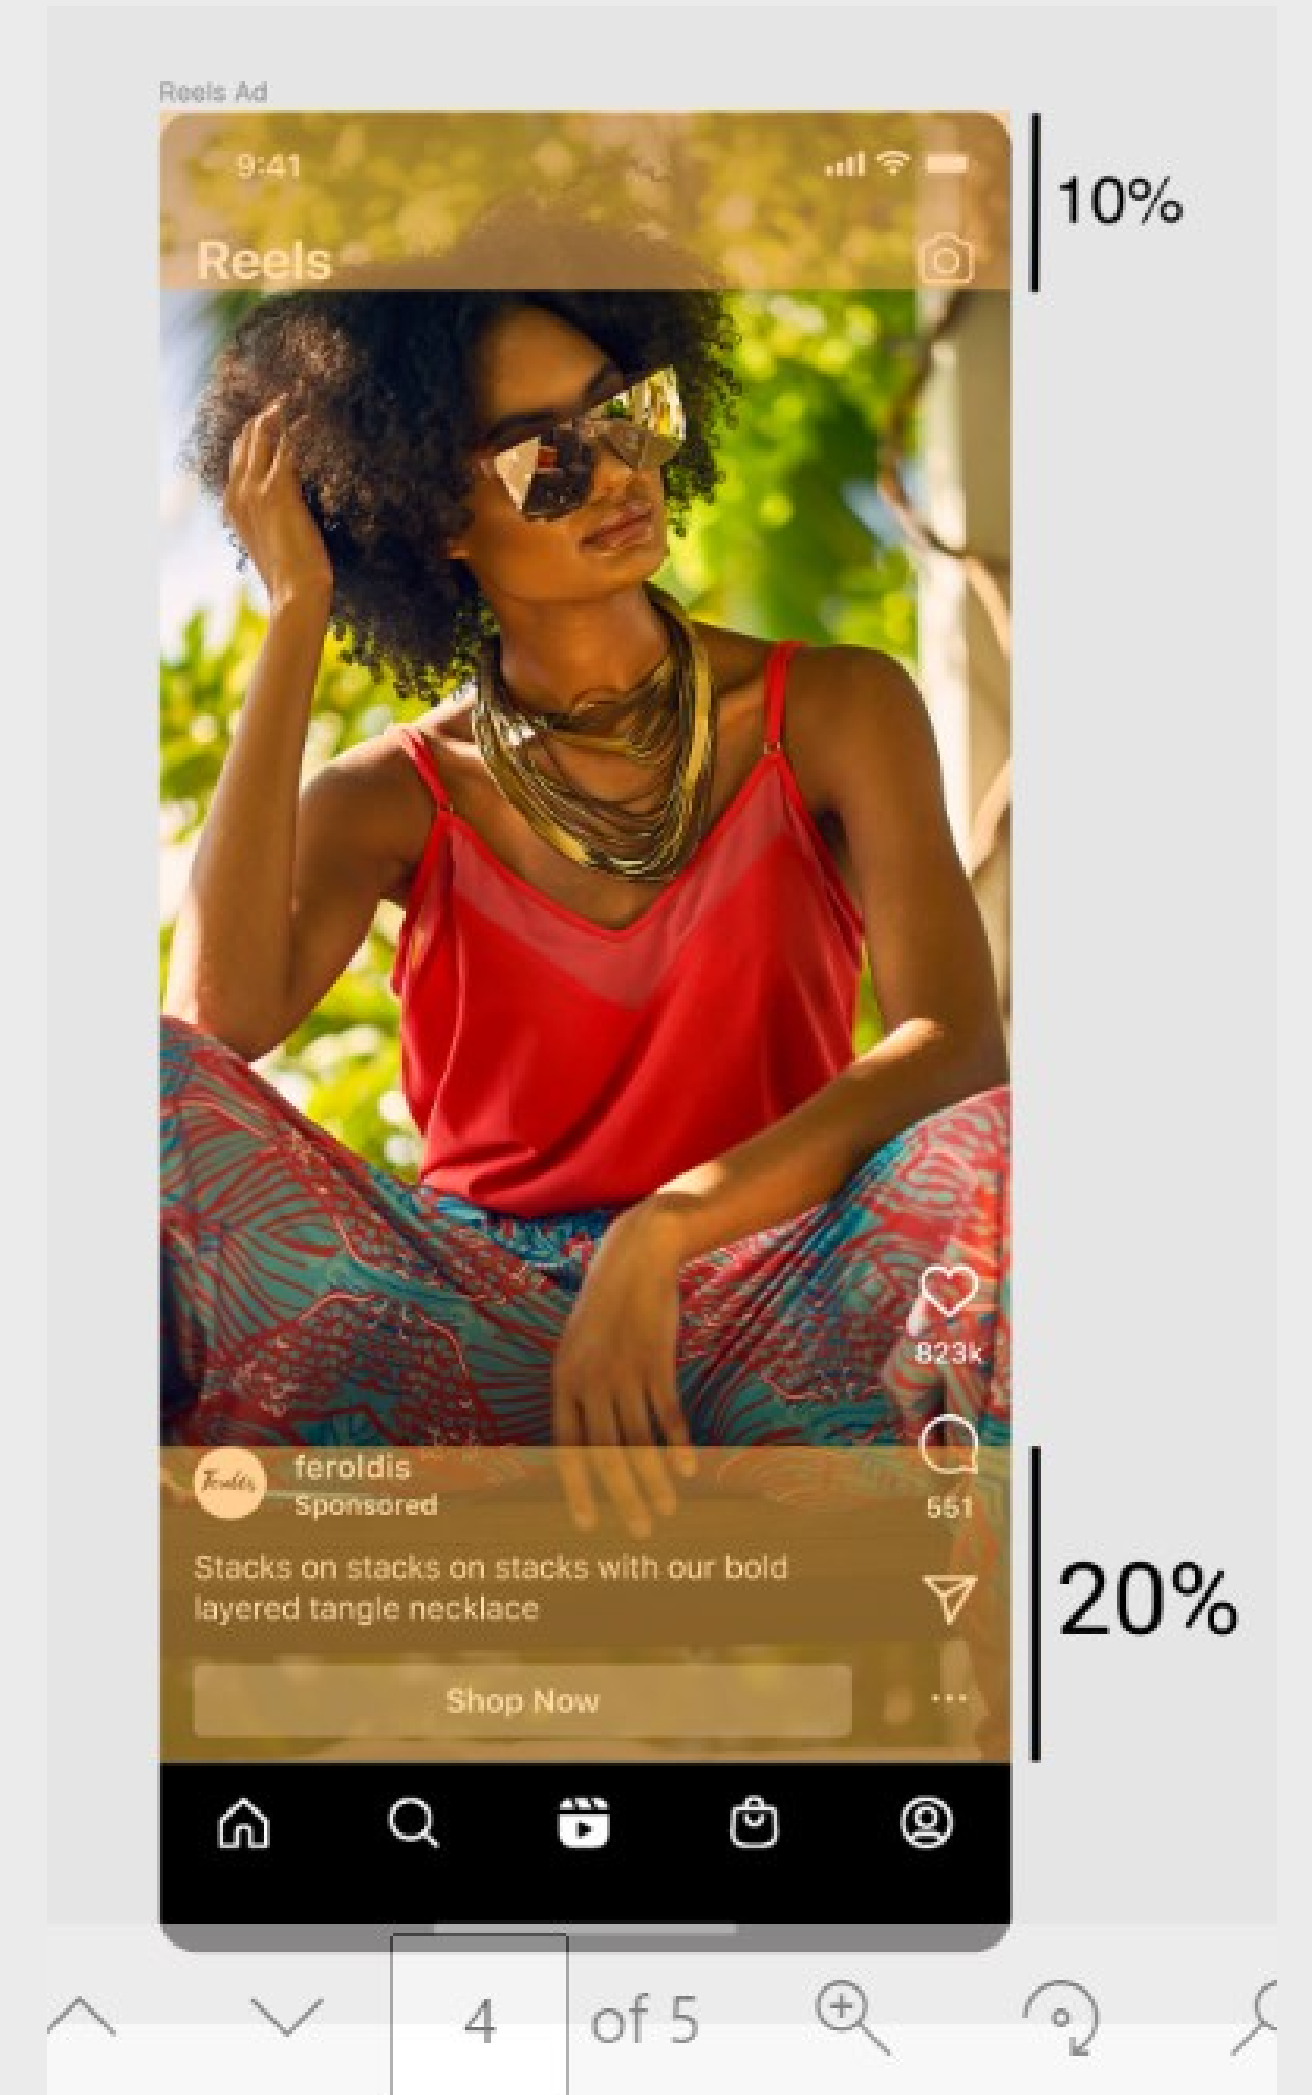 Reels Ad
9:41
10%
Reels
823k
feroldis
Sponsored
551
Stacks on stacks on stacks with our bold
layered tangle necklace
20%
Shop Now
4 of 5